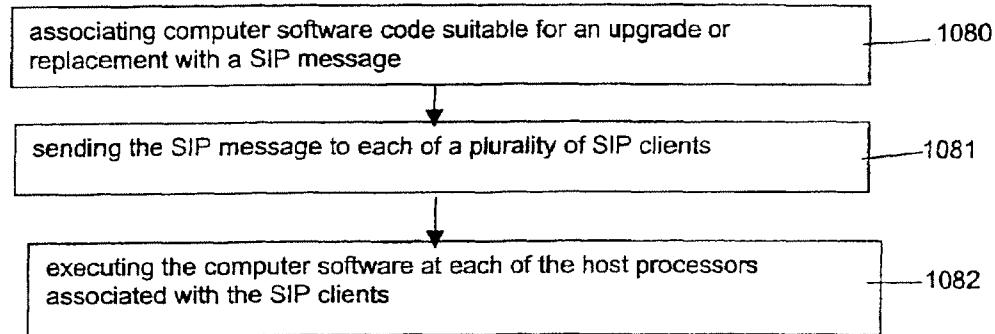 associating computer software code suitable for an upgrade or
replacement with a SIP message
1080
sending the SIP message to each of a plurality of SIP clients
1081
executing the computer software at each of the host processors
associated with the SIP clients
1082